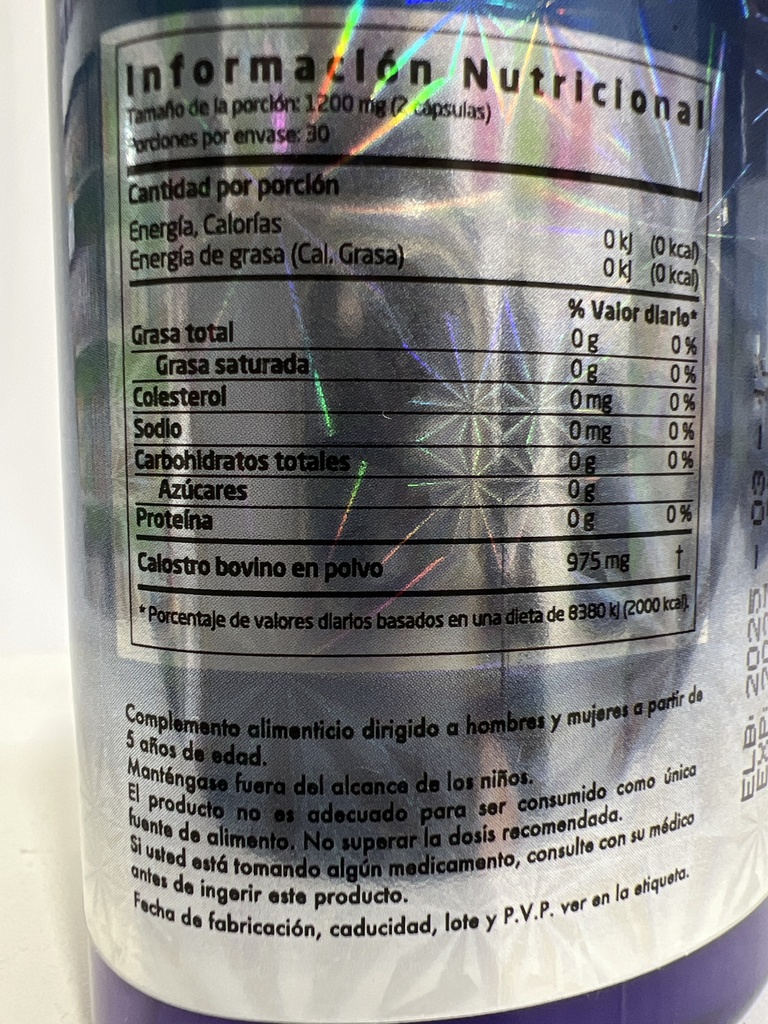 Información Nutricional
Tamaño de la porción: 1200 mg (2 cápsulas)
Porciones por envase: 30
Cantidad por porción
Energía, Calorías 0 kJ (0 kcal)
Energía de grasa (Cal. Grasa) 0 kJ (0 kcal)
% Valor diario*
Grasa total 0 g 0 %
Grasa saturada 0 g 0 %
Colesterol 0 mg 0 %
Sodio 0 mg 0 %
Carbohidratos totales 0 g 0 %
Azúcares 0 g
Proteína 0 g 0 %
Calostro bovino en polvo 975 mg †
* Porcentaje de valores diarios basados en una dieta de 8380 kJ (2000 kcal).
Complemento alimenticio dirigido a hombres y mujeres a partir de
5 años de edad.
Manténgase fuera del alcance de los niños.
El producto no es adecuado para ser consumido como única
fuente de alimento. No superar la dosis recomendada.
Si usted está tomando algún medicamento, consulte con su médico
antes de ingerir este producto.
Fecha de fabricación, caducidad, lote y P.V.P. ver en la etiqueta.
ELB: 2025 - 03 -